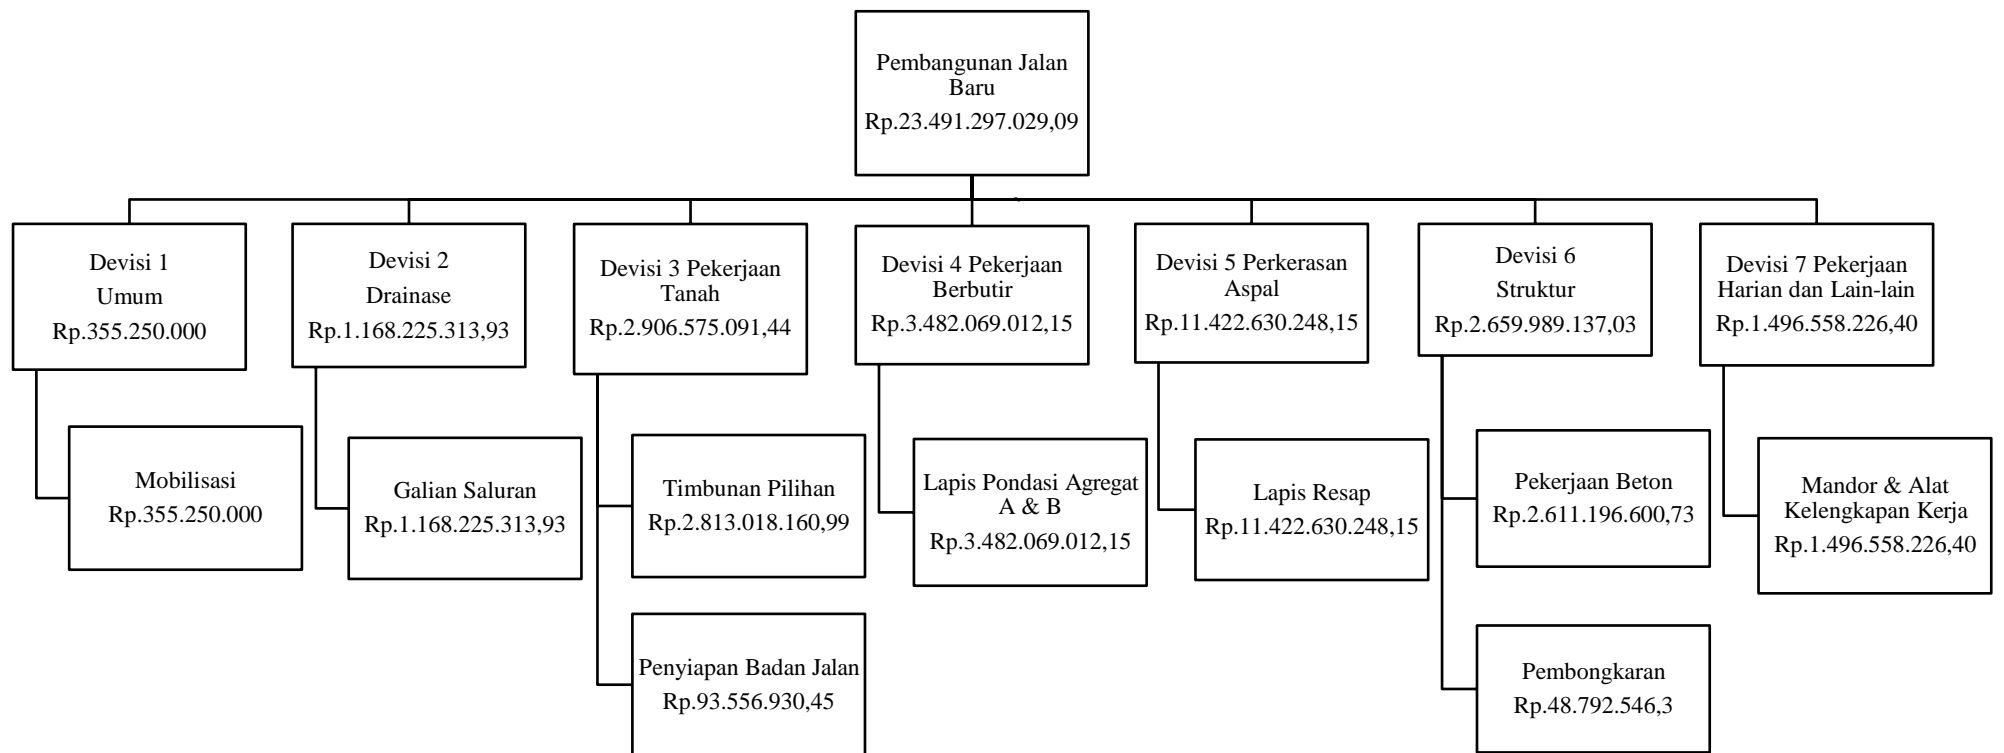 Pembangunan Jalan
Baru
Rp.23.491.297.029,09
Devisi 1
Umum
Rp.355.250.000
Devisi 2
Drainase
Rp.1.168.225.313,93
Devisi 3 Pekerjaan
Tanah
Rp.2.906.575.091,44
Devisi 4 Pekerjaan
Berbutir
Rp.3.482.069.012,15
Devisi 5 Perkerasan
Aspal
Rp.11.422.630.248,15
Devisi 6
Struktur
Rp.2.659.989.137,03
Devisi 7 Pekerjaan
Harian dan Lain-lain
Rp.1.496.558.226,40
Mobilisasi
Rp.355.250.000
Galian Saluran
Rp.1.168.225.313,93
Timbunan Pilihan
Rp.2.813.018.160,99
Penyiapan Badan Jalan
Rp.93.556.930,45
Lapis Pondasi Agregat
A & B
Rp.3.482.069.012,15
Lapis Resap
Rp.11.422.630.248,15
Pekerjaan Beton
Rp.2.611.196.600,73
Pembongkaran
Rp.48.792.546,3
Mandor & Alat
Kelengkapan Kerja
Rp.1.496.558.226,40